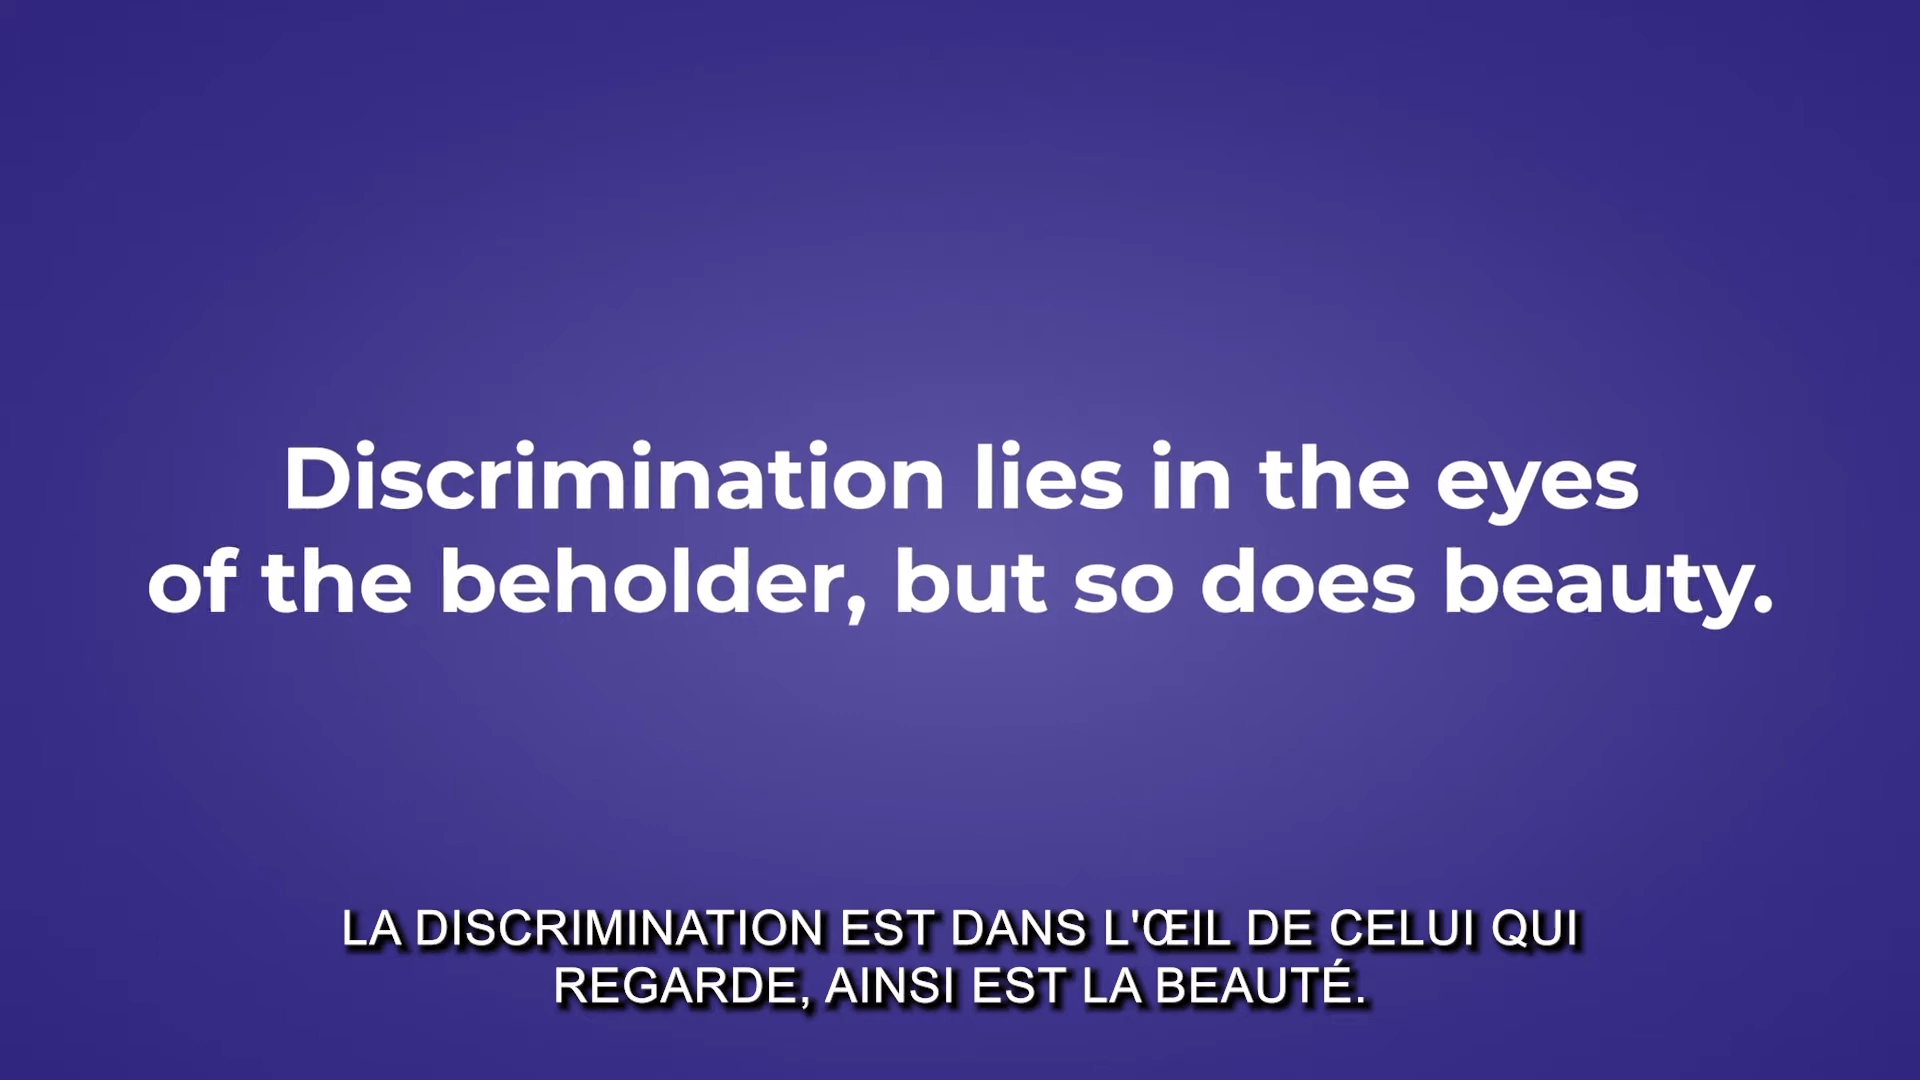 Discrimination lies in the eyes
of the beholder, but so does beauty.
LA DISCRIMINATION EST DANS L'ŒIL DE CELUI QUI
REGARDE, AINSI EST LA BEAUTÉ.